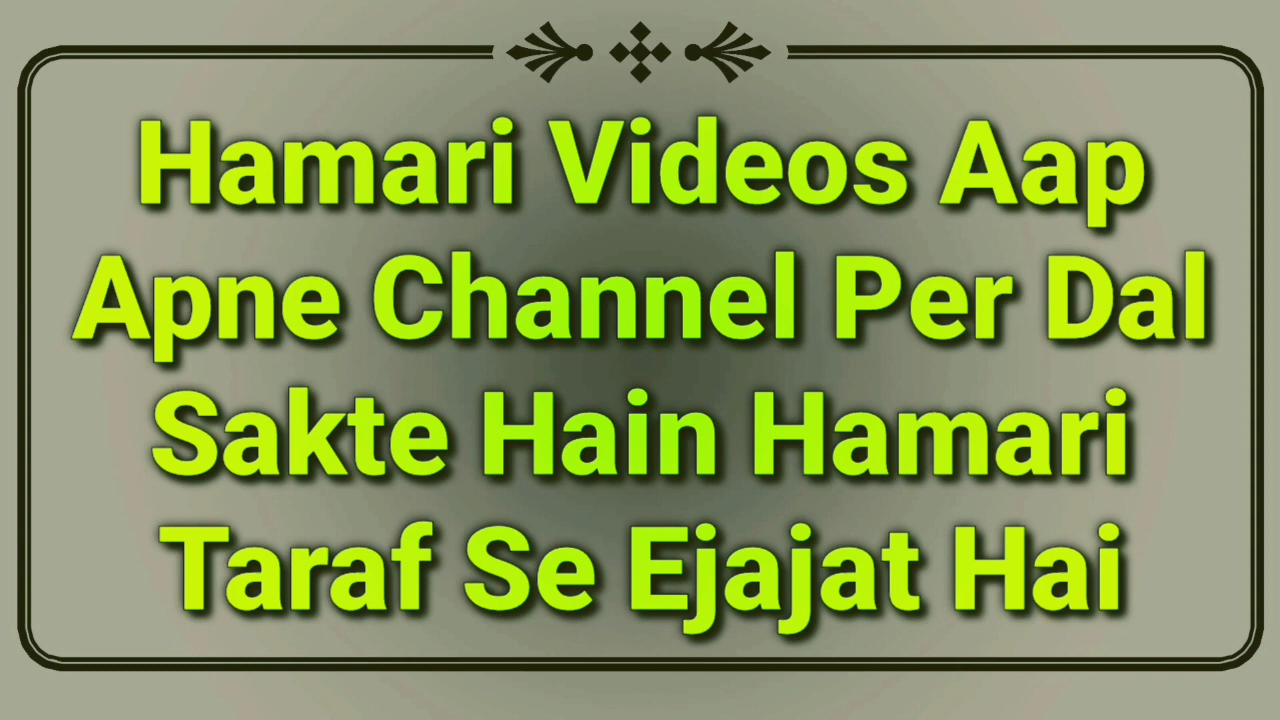 Hamari Videos Aap
Apne Channel Per Dal
Sakte Hain Hamari
Taraf Se Ejajat Hai